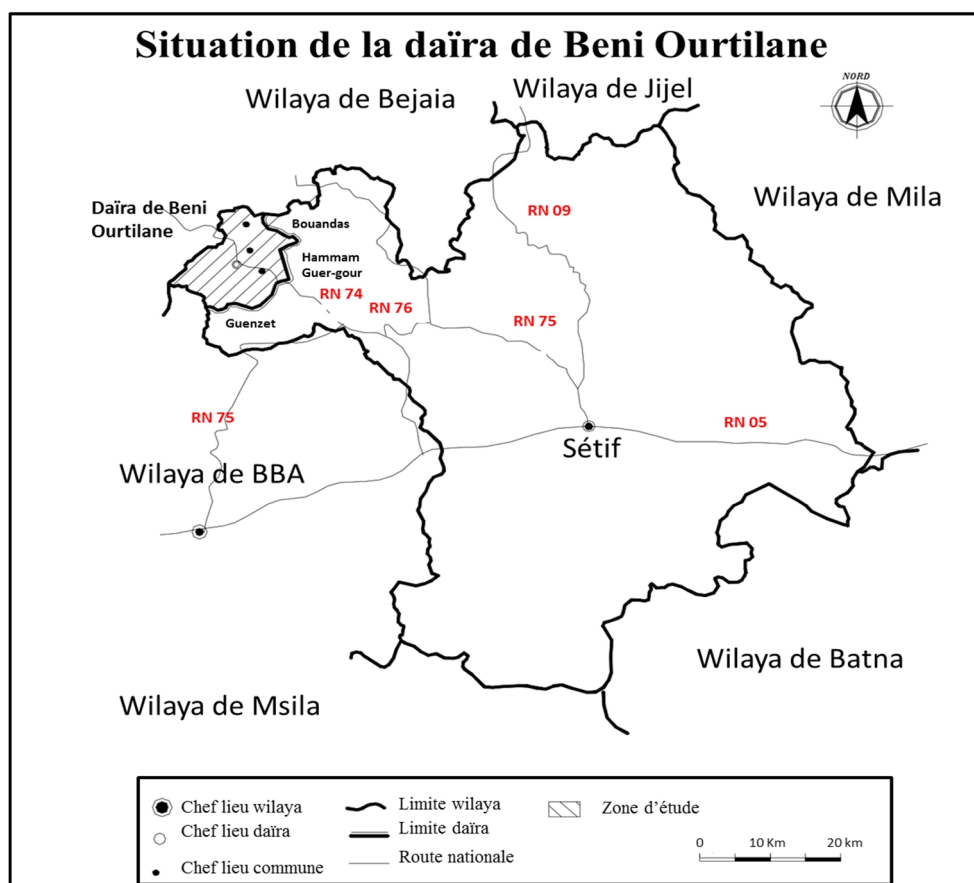 Situation de la daïra de Beni Ourtilane
NORD
Wilaya de Bejaia
Wilaya de Jijel
Wilaya de Mila
Daïra de Beni
Ourtilane
Bouandas
RN 09
Hammam
Guer-gour
RN 74
RN 76
RN 75
Guenzet
RN 75
RN 05
Sétif
Wilaya de BBA
Wilaya de Batna
Wilaya de Msila
Chef lieu wilaya
Limite wilaya
Zone d'étude
Chef lieu daïra
Limite daïra
Chef lieu commune
Route nationale
0 10 Km 20 km